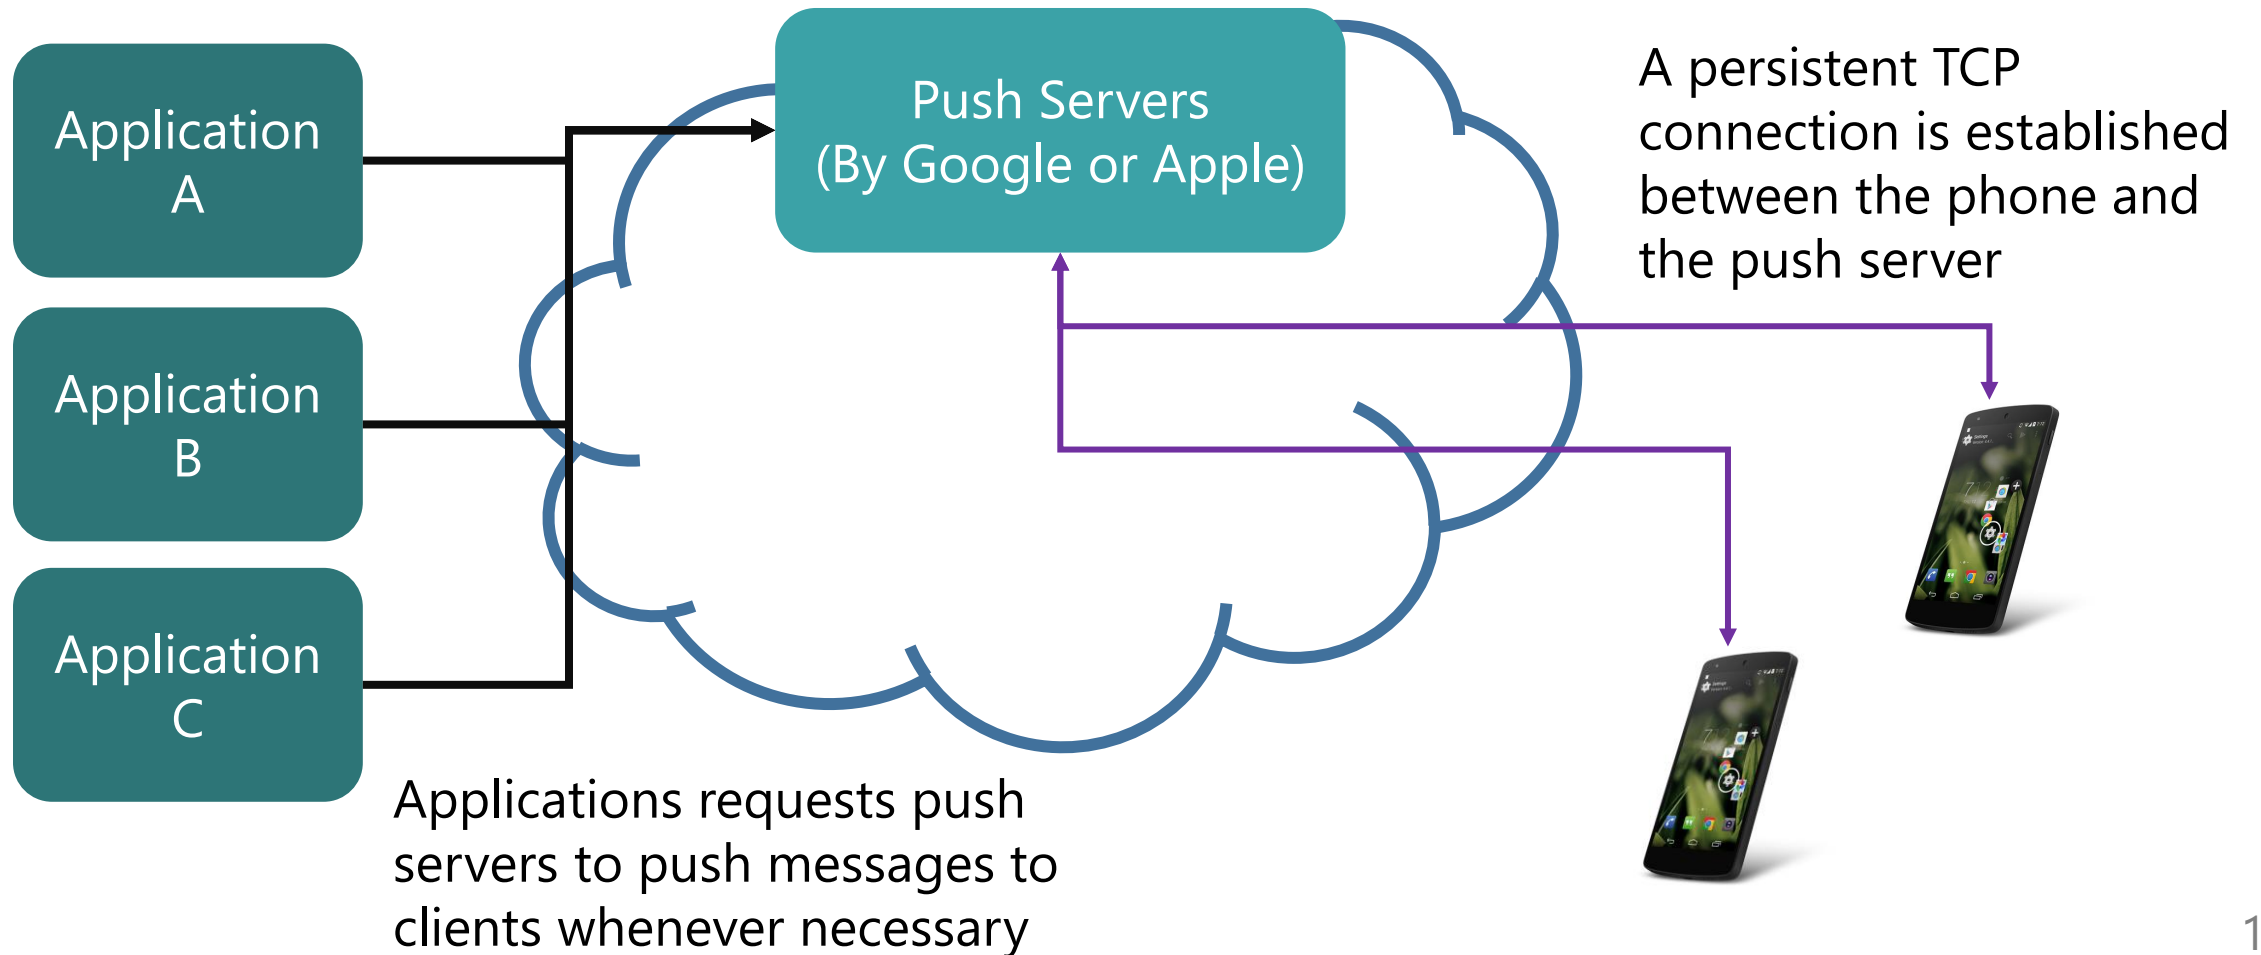 Application
A
Application
B
Application
C
Push Servers
(By Google or Apple)
A persistent TCP
connection is established
between the phone and
the push server
Applications requests push
servers to push messages to
clients whenever necessary
1